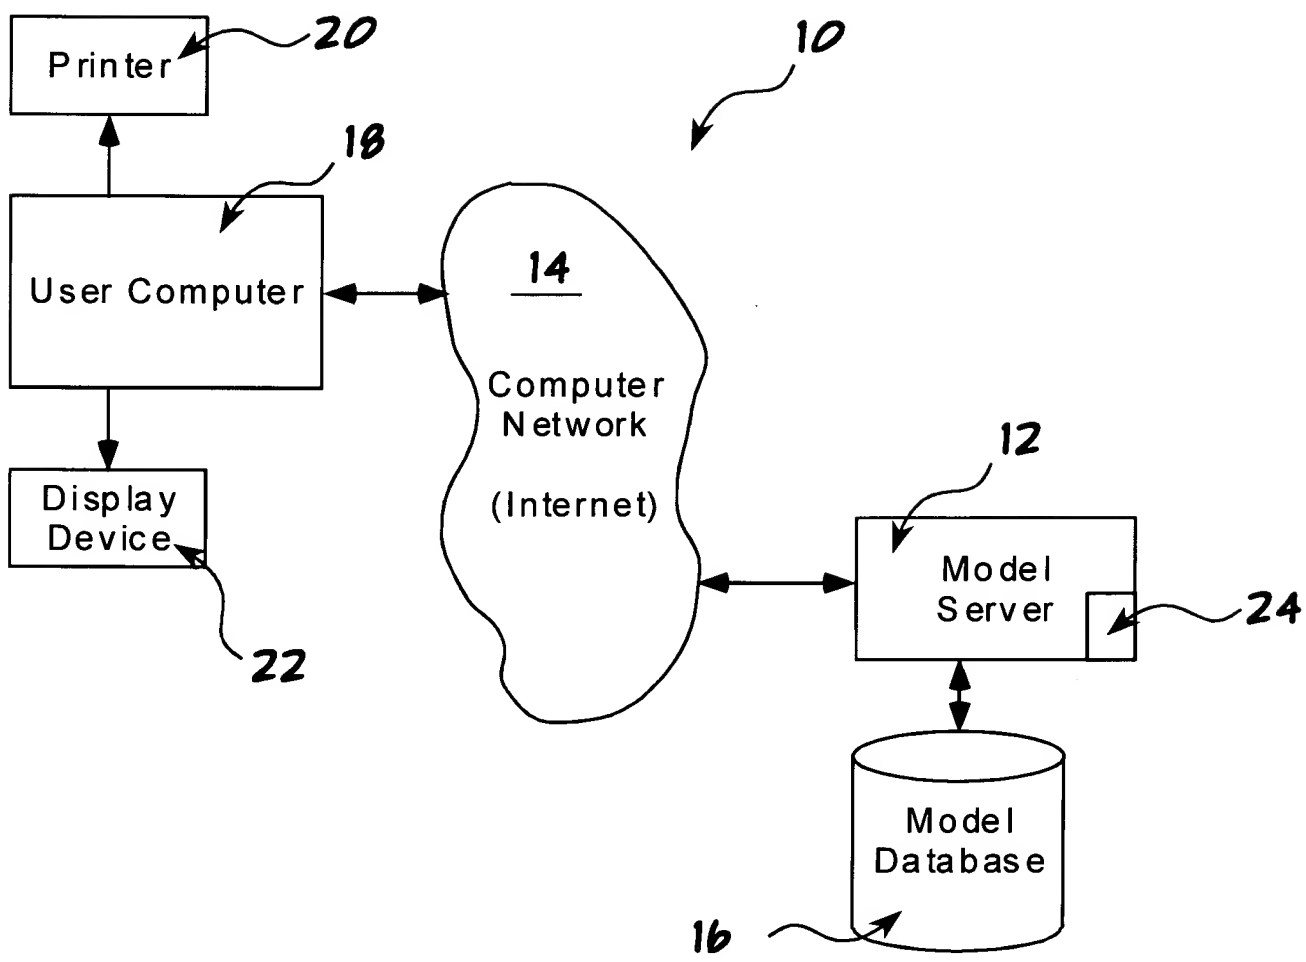 20
Printer
10
18
User Computer
14
Computer
Network
(Internet)
12
Display
Device
22
Model
Server
24
Model
Database
16